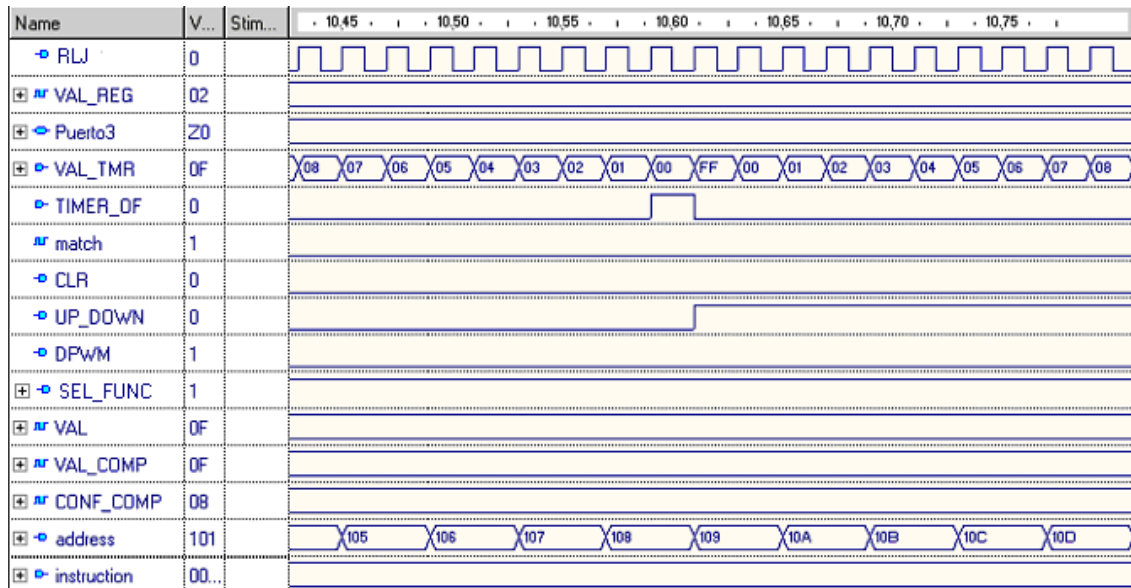 Name V... Stim... 10,45 10,50 10,55 10,60 10,65 10,70 10,75
RLJ 0
VAL_REG 02
Puerto3 Z0
VAL_TMR 0F 08 07 06 05 04 03 02 01 00 FF 00 01 02 03 04 05 06 07 08
TIMER_OF 0
match 1
CLR 0
UP_DOWN 0
DPWM 1
SEL_FUNC 1
VAL 0F
VAL_COMP 0F
CONF_COMP 08
address 101 105 106 107 108 109 10A 10B 10C 10D
instruction 00...